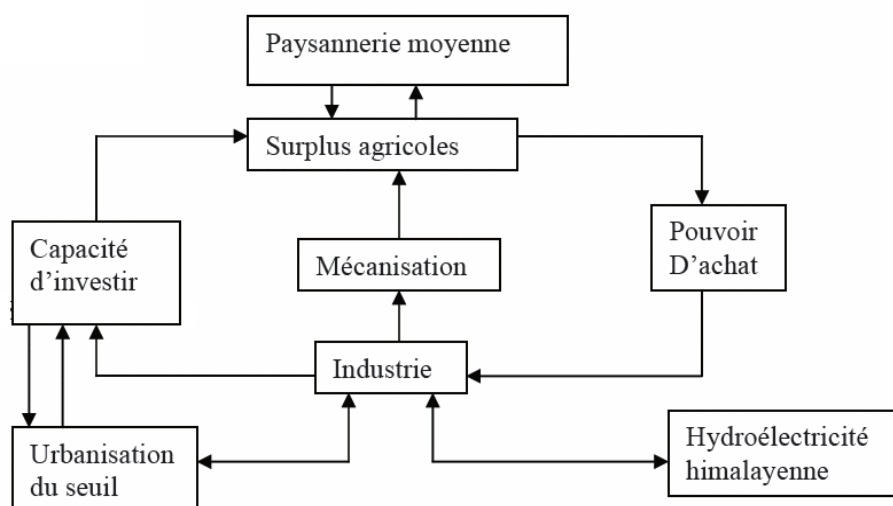 Paysannerie moyenne
Surplus agricoles
Capacité
d’investir
Mécanisation
Pouvoir
D’achat
Industrie
Urbanisation
du seuil
Hydroélectricité
himalayenne